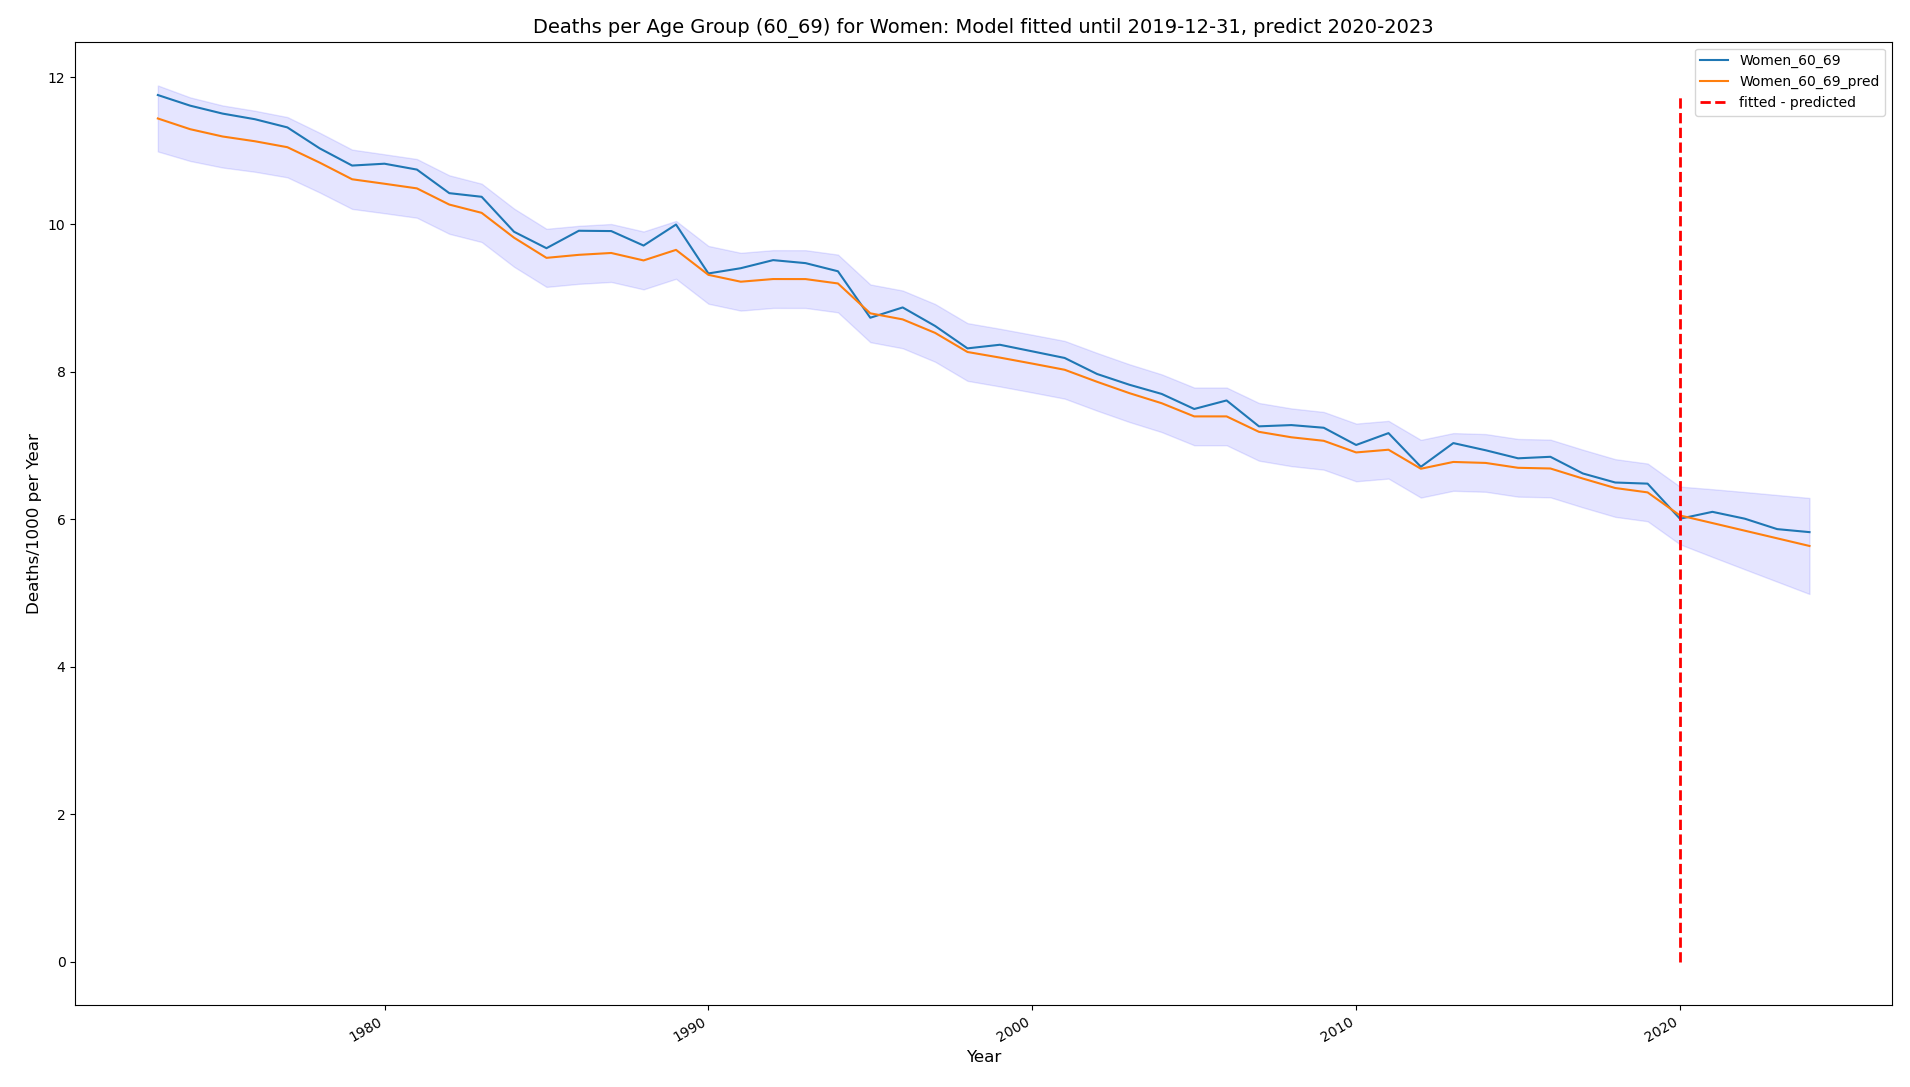 Deaths per Age Group (60_69) for Women: Model fitted until 2019-12-31, predict 2020-2023
Women_60_69
Women_60_69_pred
fitted - predicted
Deaths/1000 per Year
12
10
8
6
4
2
0
1980
1990
2000
2010
2020
Year